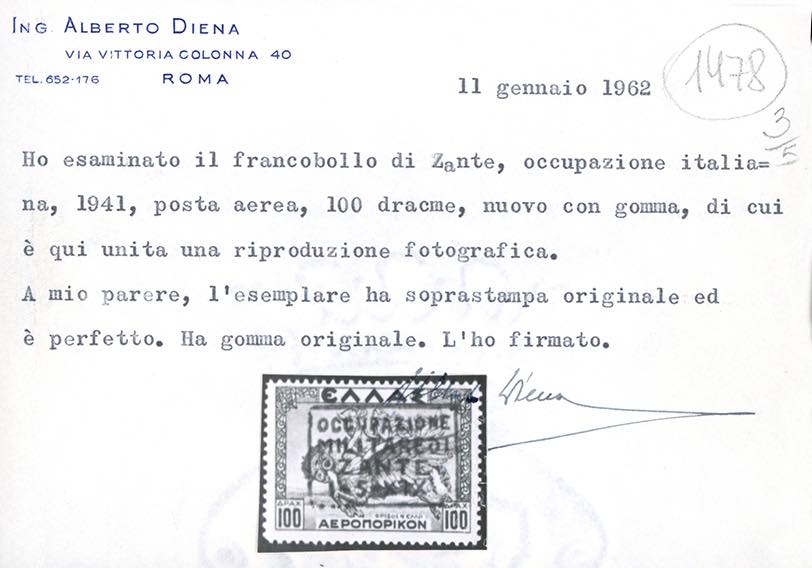 ING. ALBERTO DIENA
VIA VITTORIA COLONNA 40
TEL. 652-176 ROMA
1478
3/5
11 gennaio 1962
Ho esaminato il francobollo di Zante, occupazione italia=
na, 1941, posta aerea, 100 dracme, nuovo con gomma, di cui
è qui unita una riproduzione fotografica.
A mio parere, l'esemplare ha soprastampa originale ed
è perfetto. Ha gomma originale. L'ho firmato.
Diena
ΕΛΛΑΣ
OCCUPAZIONE
MILITARE DI
ZANTE
ΔΡΑΧ ΔΡΑΧ
100 100
ΑΕΡΟΠΟΡΙΚΟΝ